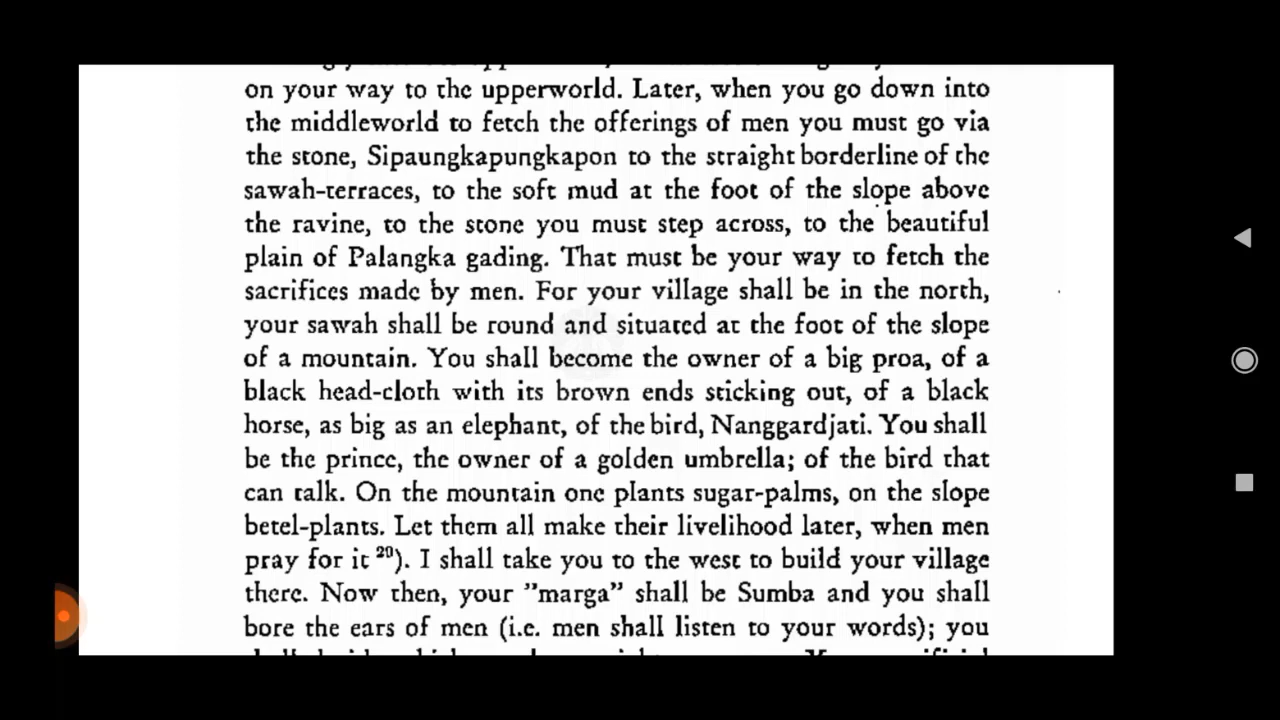 on your way to the upperworld. Later, when you go down into
the middleworld to fetch the offerings of men you must go via
the stone, Sipaungkapungkapon to the straight borderline of the
sawah-terraces, to the soft mud at the foot of the slope above
the ravine, to the stone you must step across, to the beautiful
plain of Palangka gading. That must be your way to fetch the
sacrifices made by men. For your village shall be in the north,
your sawah shall be round and situated at the foot of the slope
of a mountain. You shall become the owner of a big proa, of a
black head-cloth with its brown ends sticking out, of a black
horse, as big as an elephant, of the bird, Nanggardjati. You shall
be the prince, the owner of a golden umbrella; of the bird that
can talk. On the mountain one plants sugar-palms, on the slope
betel-plants. Let them all make their livelihood later, when men
pray for it 20). I shall take you to the west to build your village
there. Now then, your ”marga” shall be Sumba and you shall
bore the ears of men (i.e. men shall listen to your words); you